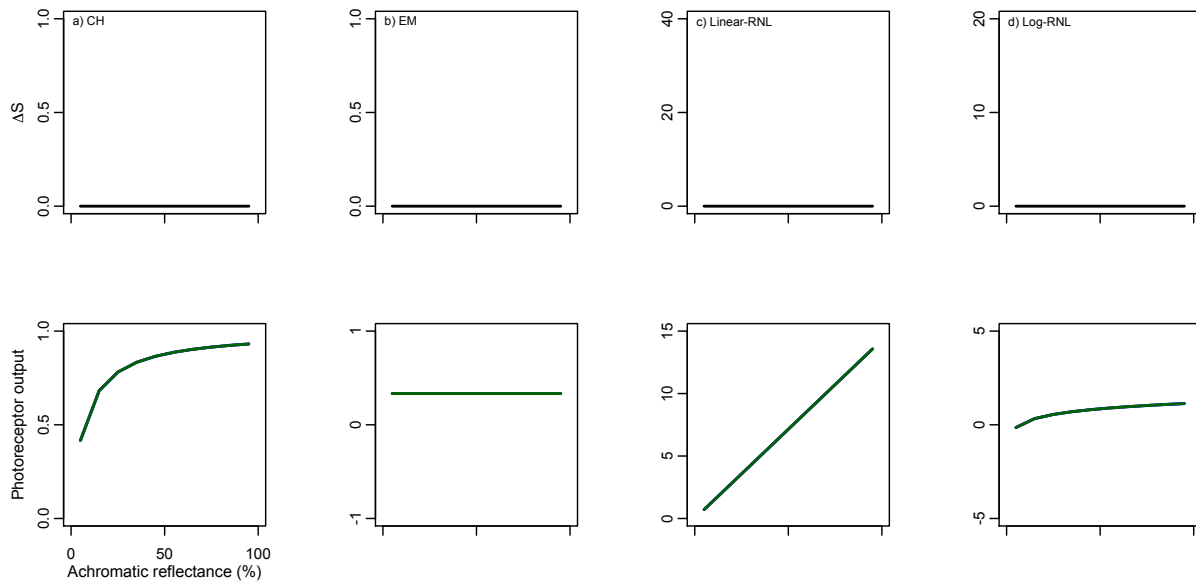 a) CH
b) EM
c) Linear-RNL
d) Log-RNL
ΔS
0.0 0.5 1.0
0.0 0.5 1.0
0 20 40
0 10 20
Photoreceptor output
0.0 0.5 1.0
-1 0 1
0 5 10 15
-5 0 5
0 50 100
Achromatic reflectance (%)